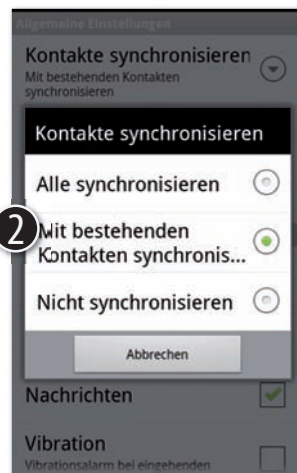 Allgemeine Einstellungen
Kontakte synchronisieren
Mit bestehenden Kontakten
synchronisieren
Kontakte synchronisieren
Alle synchronisieren
2
Mit bestehenden
Kontakten synchronis...
Nicht synchronisieren
Abbrechen
Nachrichten
Vibration
Vibrationsalarm bei eingehenden